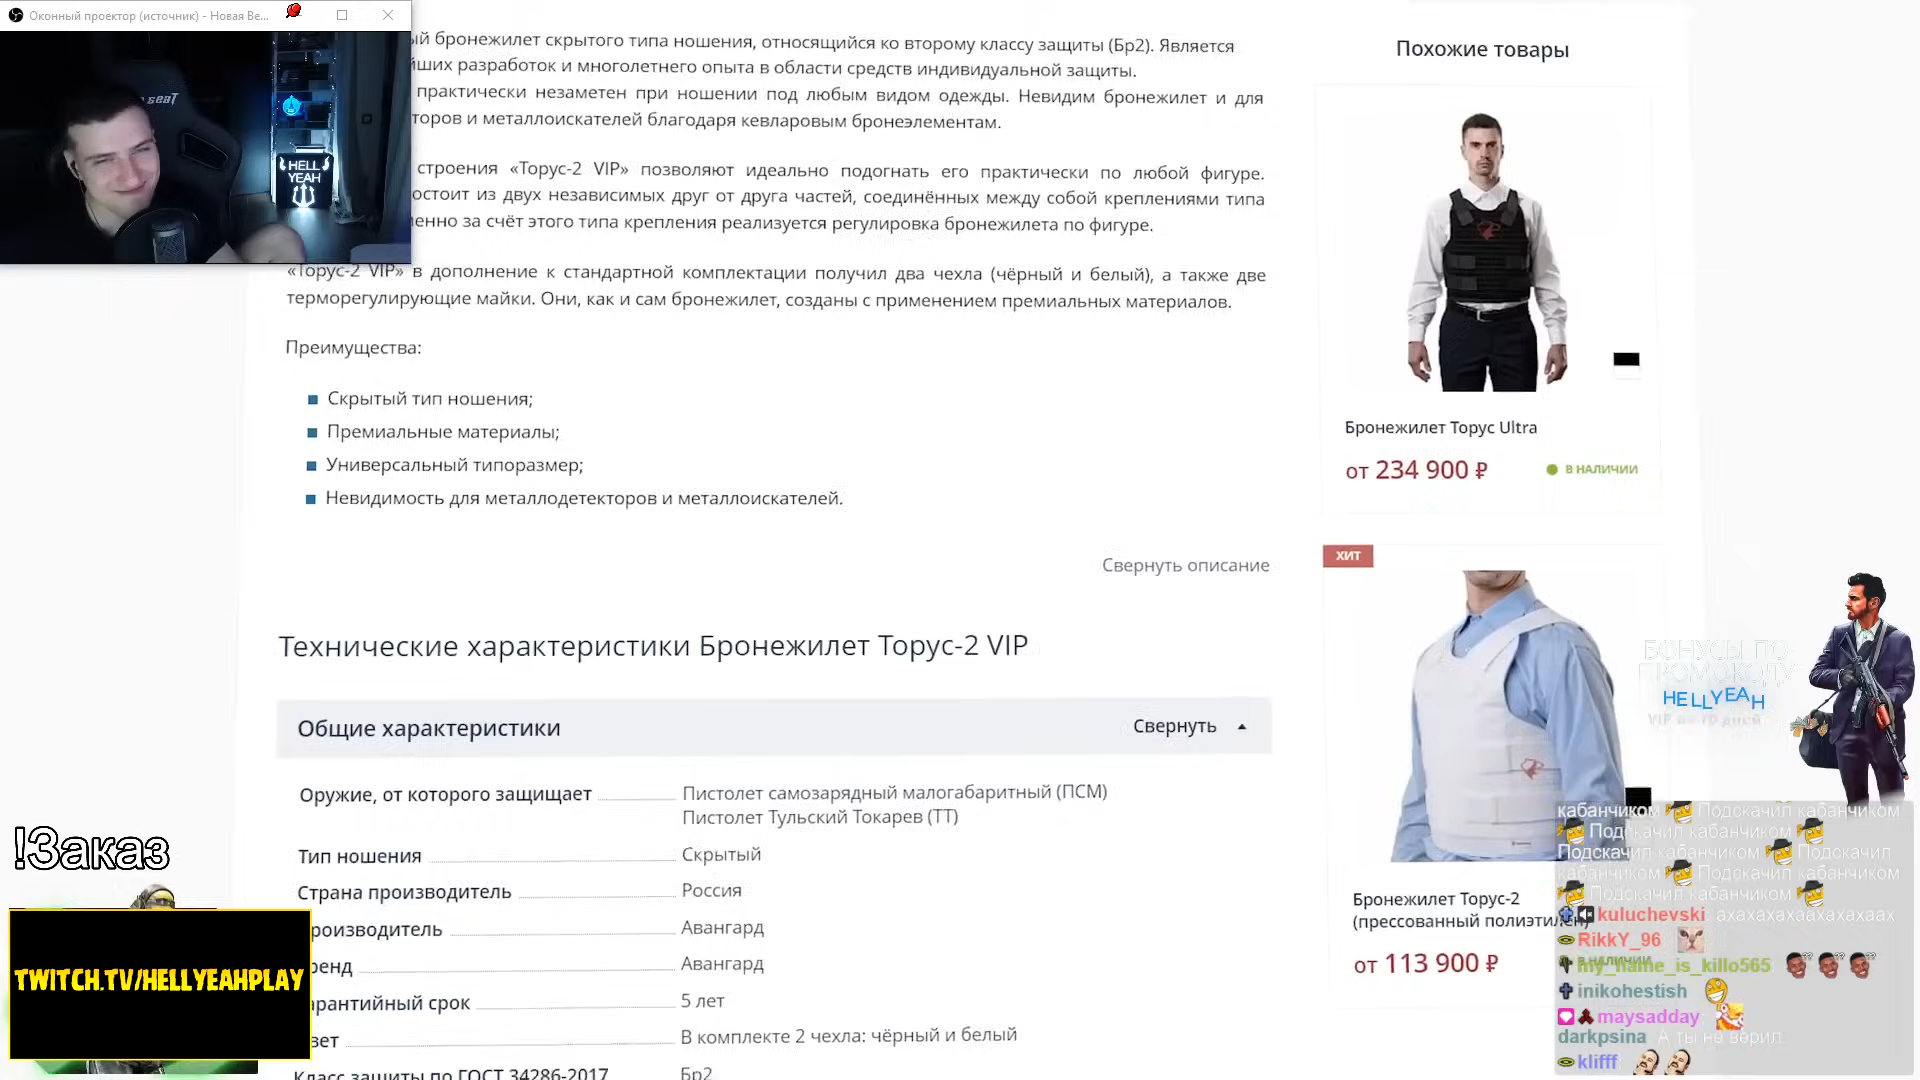 Оконный проектор (источник) - Новая Ве...
ый бронежилет скрытого типа ношения, относящийся ко второму классу защиты (Бр2). Является
йших разработок и многолетнего опыта в области средств индивидуальной защиты.
практически незаметен при ношении под любым видом одежды. Невидим бронежилет и для
торов и металлоискателей благодаря кевларовым бронеэлементам.
строения «Торус-2 VIP» позволяют идеально подогнать его практически по любой фигуре.
остоит из двух независимых друг от друга частей, соединённых между собой креплениями типа
енно за счёт этого типа крепления реализуется регулировка бронежилета по фигуре.
«Торус-2 VIP» в дополнение к стандартной комплектации получил два чехла (чёрный и белый), а также две
терморегулирующие майки. Они, как и сам бронежилет, созданы с применением премиальных материалов.
Преимущества:
Скрытый тип ношения;
Премиальные материалы;
Универсальный типоразмер;
Невидимость для металлодетекторов и металлоискателей.
Свернуть описание
Технические характеристики Бронежилет Торус-2 VIP
Общие характеристики
Свернуть
Оружие, от которого защищает
Пистолет самозарядный малогабаритный (ПСМ)
Пистолет Тульский Токарев (ТТ)
Тип ношения
Скрытый
Страна производитель
Россия
роизводитель
Авангард
ренд
Авангард
арантийный срок
5 лет
вет
В комплекте 2 чехла: чёрный и белый
Класс защиты по ГОСТ 34286-2017
Бр2
Похожие товары
Бронежилет Торус Ultra
от 234 900 ₽
В НАЛИЧИИ
ХИТ
Бронежилет Торус-2
(прессованный полиэтилен)
от 113 900 ₽
HELL
YEAH
!Заказ
TWITCH.TV/HELLYEAHPLAY
БОНУСЫ ПО
ПРОМОКОДУ
HELLYEAH
кабанчиком Подскачил кабанчиком
Подскачил кабанчиком
Подскачил кабанчиком Подскачил
кабанчиком Подскачил кабанчиком
Подскачил кабанчиком
kuluchevski ахахахахаахахахаах
RikkY_96
my_name_is_killo565
inikohestish
maysadday
darkpsina А ты не верил
klifff